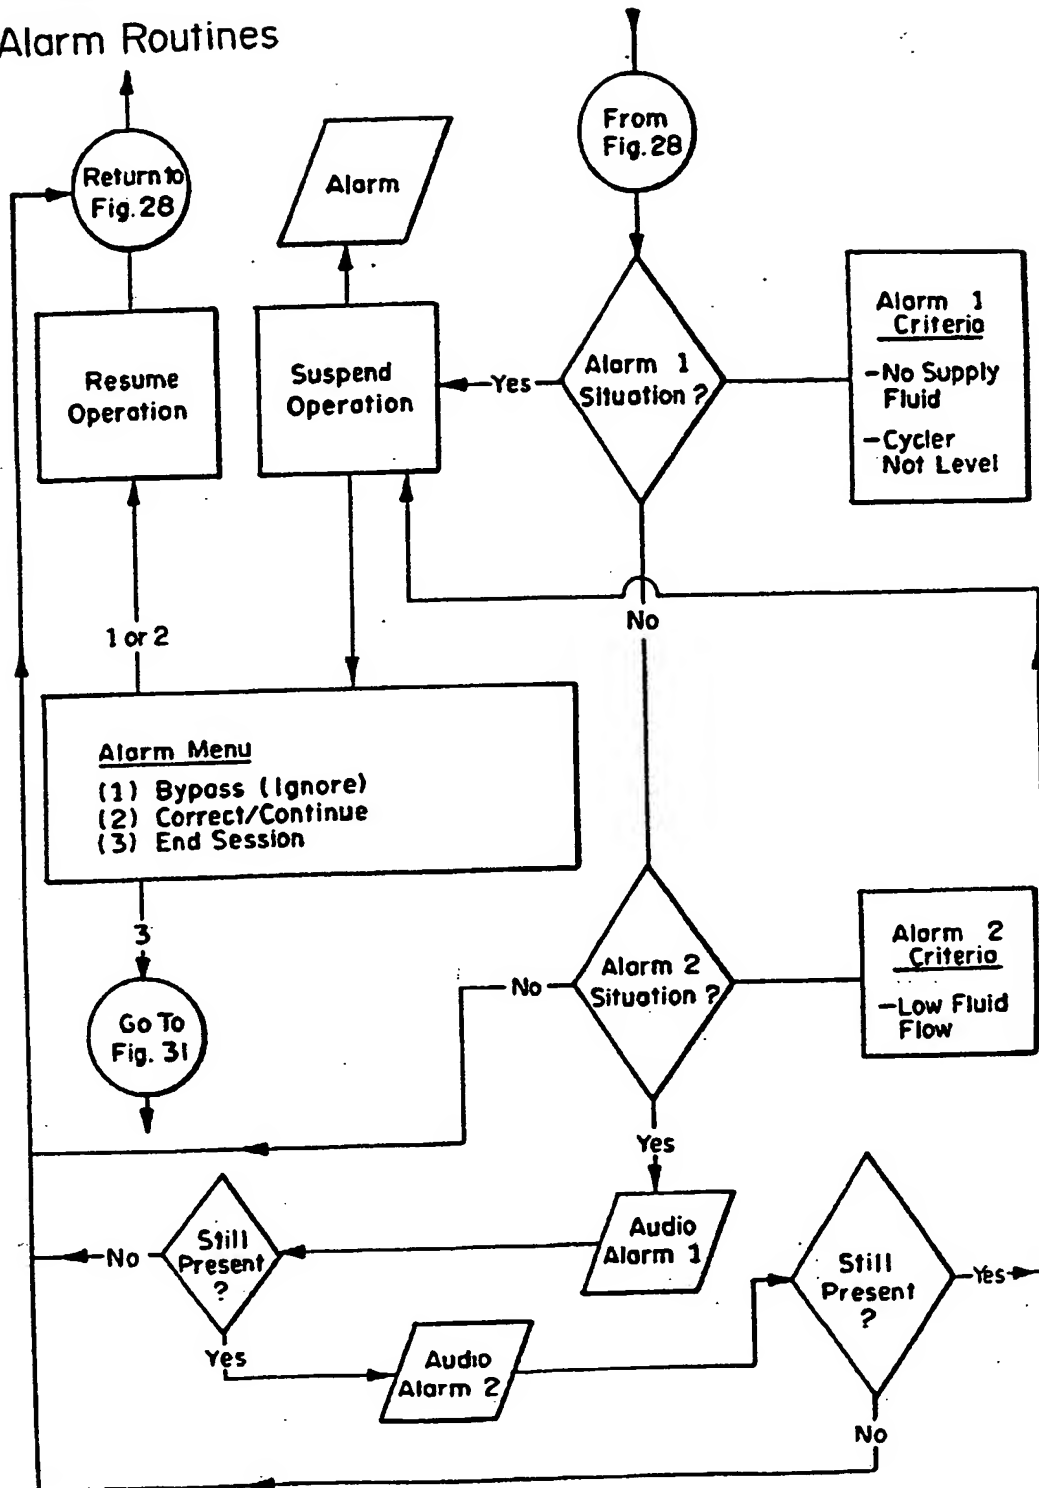 Alarm Routines
From
Fig. 28
Return to
Fig. 28
Alarm
Resume
Operation
Suspend
Operation
Yes
Alarm 1
Situation ?
Alarm 1
Criteria
-No Supply
Fluid
-Cycler
Not Level
No
1 or 2
Alarm Menu
(1) Bypass (Ignore)
(2) Correct/Continue
(3) End Session
3
Go To
Fig. 31
No
Alarm 2
Situation ?
Alarm 2
Criteria
-Low Fluid
Flow
Yes
Audio
Alarm 1
No
Still
Present
?
Yes
Audio
Alarm 2
Still
Present
?
Yes
No